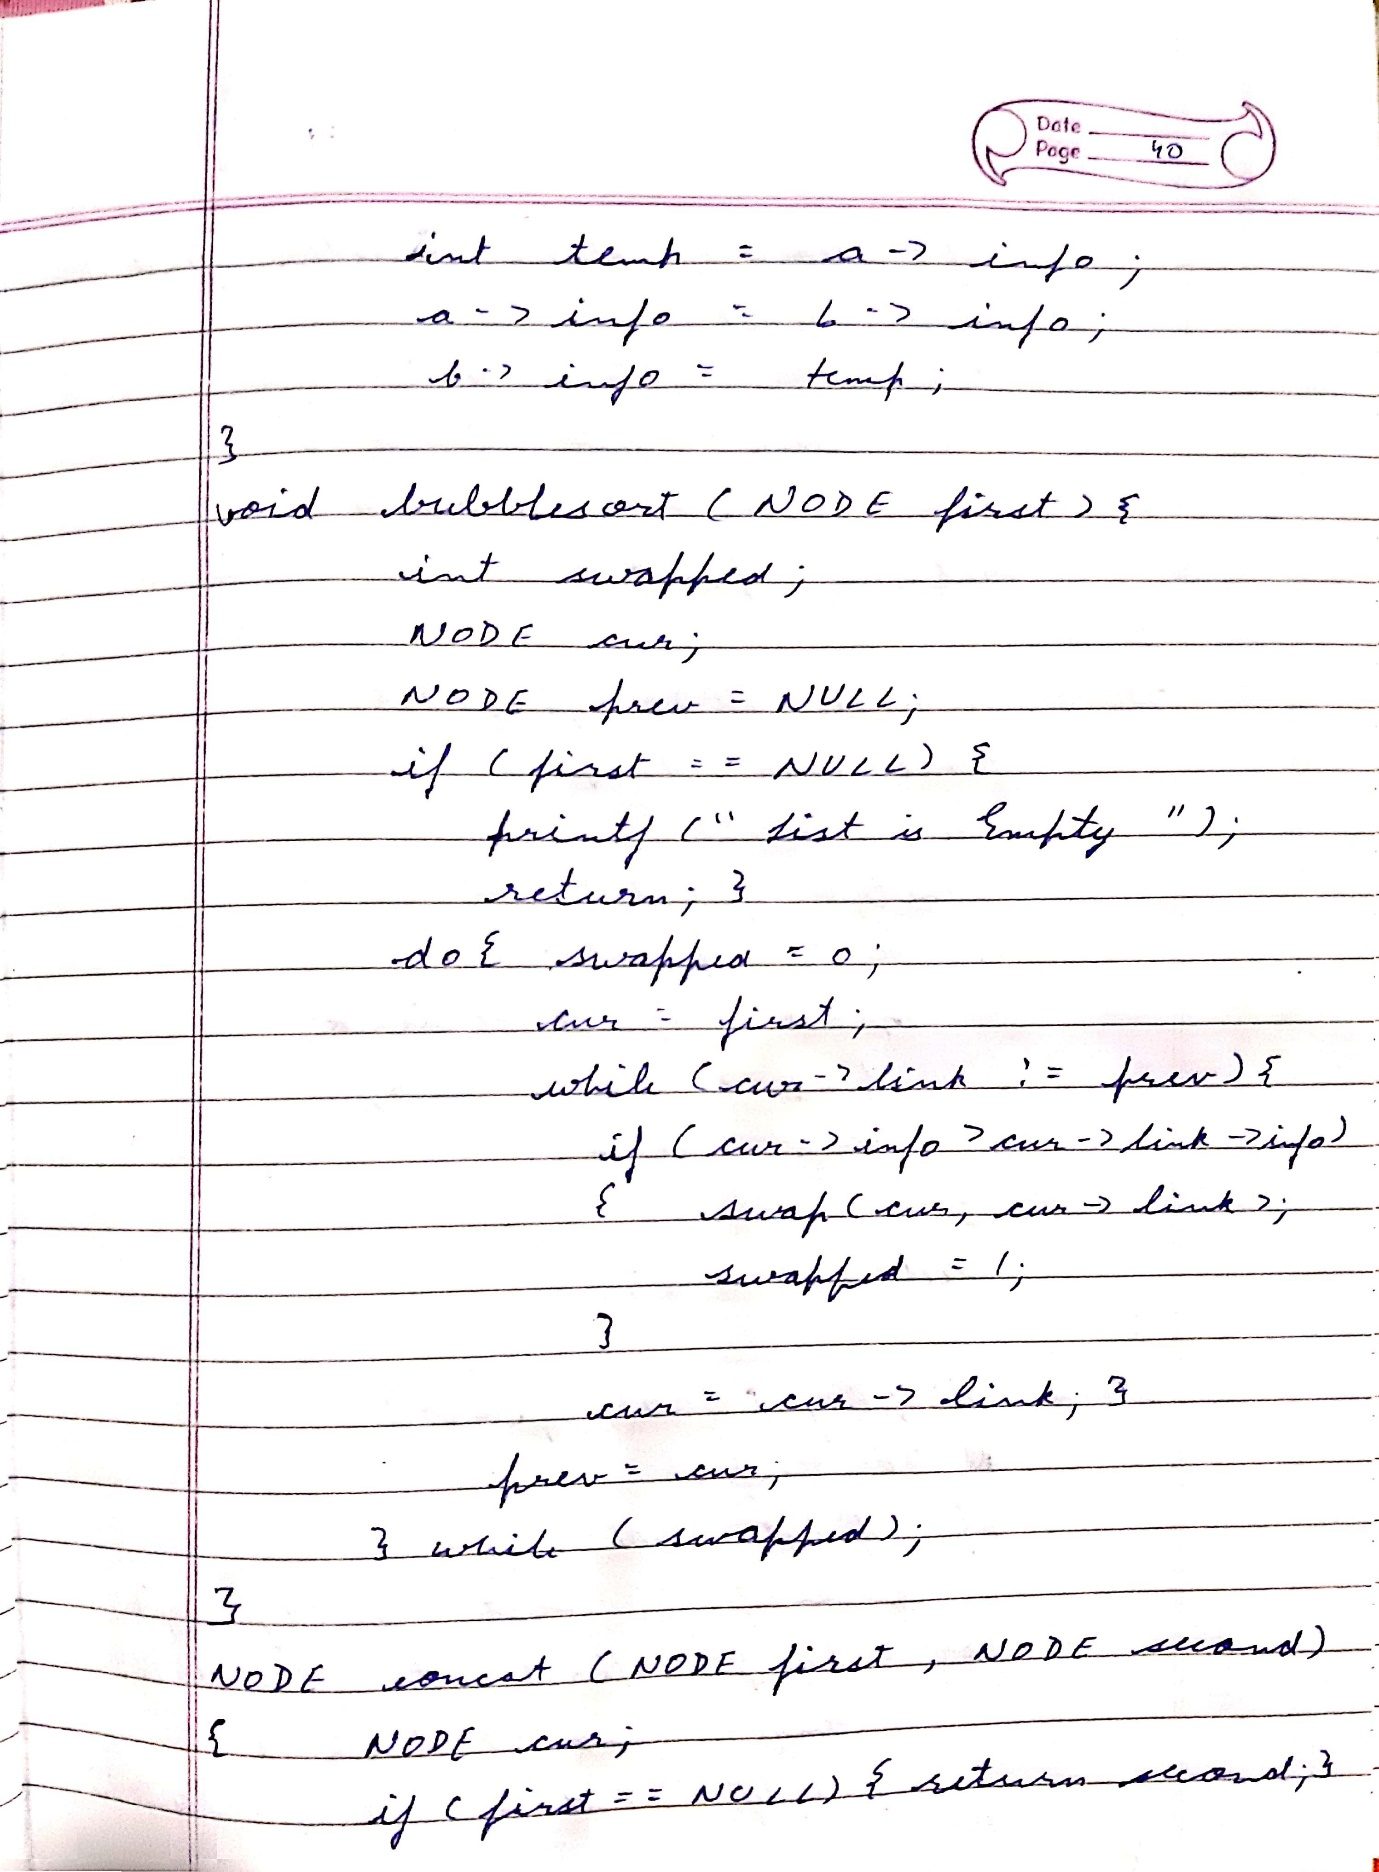 Date
Page 40
int temp = a -> info ;
a -> info = b -> info ;
b -> info = temp ;
}
void bubblesort ( NODE first ) {
int swapped ;
NODE cur ;
NODE prev = NULL ;
if ( first == NULL ) {
printf (" List is Empty ") ;
return ; }
do { swapped = 0 ;
cur = first ;
while ( cur -> link != prev ) {
if ( cur -> info > cur -> link -> info )
{ swap ( cur, cur -> link ) ;
swapped = 1 ;
}
cur = cur -> link ; }
prev = cur ;
} while ( swapped ) ;
}
NODE concat ( NODE first , NODE second )
{ NODE cur ;
if ( first == NULL ) { return second ; }